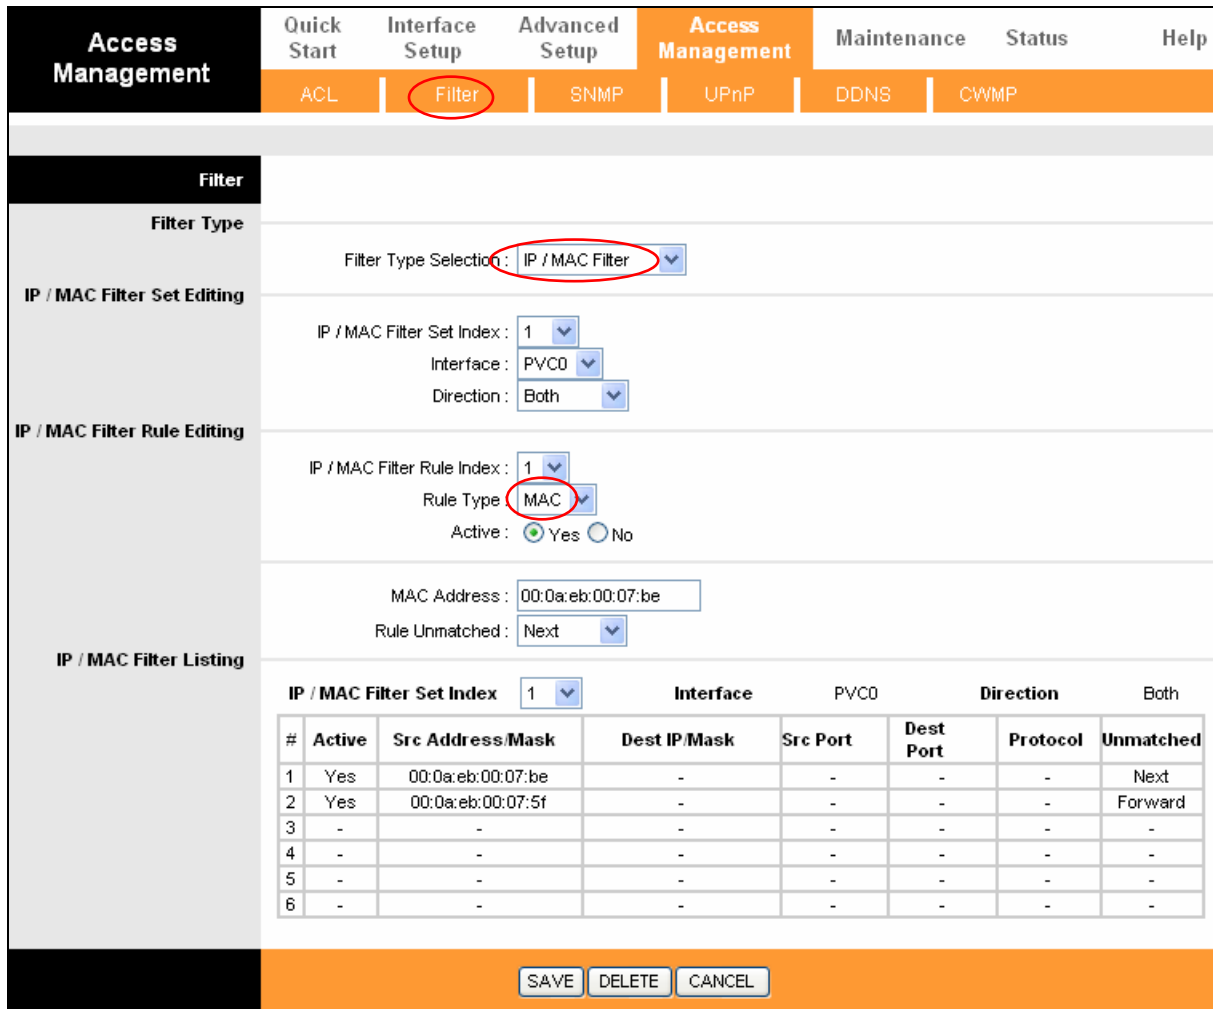 Access Management
Quick Start
Interface Setup
Advanced Setup
Access Management
Maintenance
Status
Help
ACL
Filter
SNMP
UPnP
DDNS
CWMP
Filter
Filter Type
Filter Type Selection : IP / MAC Filter
IP / MAC Filter Set Editing
IP / MAC Filter Set Index : 1
Interface : PVC0
Direction : Both
IP / MAC Filter Rule Editing
IP / MAC Filter Rule Index : 1
Rule Type : MAC
Active : Yes No
MAC Address : 00:0a:eb:00:07:be
Rule Unmatched : Next
IP / MAC Filter Listing
IP / MAC Filter Set Index 1 Interface PVC0 Direction Both
# Active Src Address/Mask Dest IP/Mask Src Port Dest Port Protocol Unmatched
1 Yes 00:0a:eb:00:07:be - - - - Next
2 Yes 00:0a:eb:00:07:5f - - - - Forward
3 - - - - - - -
4 - - - - - - -
5 - - - - - - -
6 - - - - - - -
SAVE DELETE CANCEL